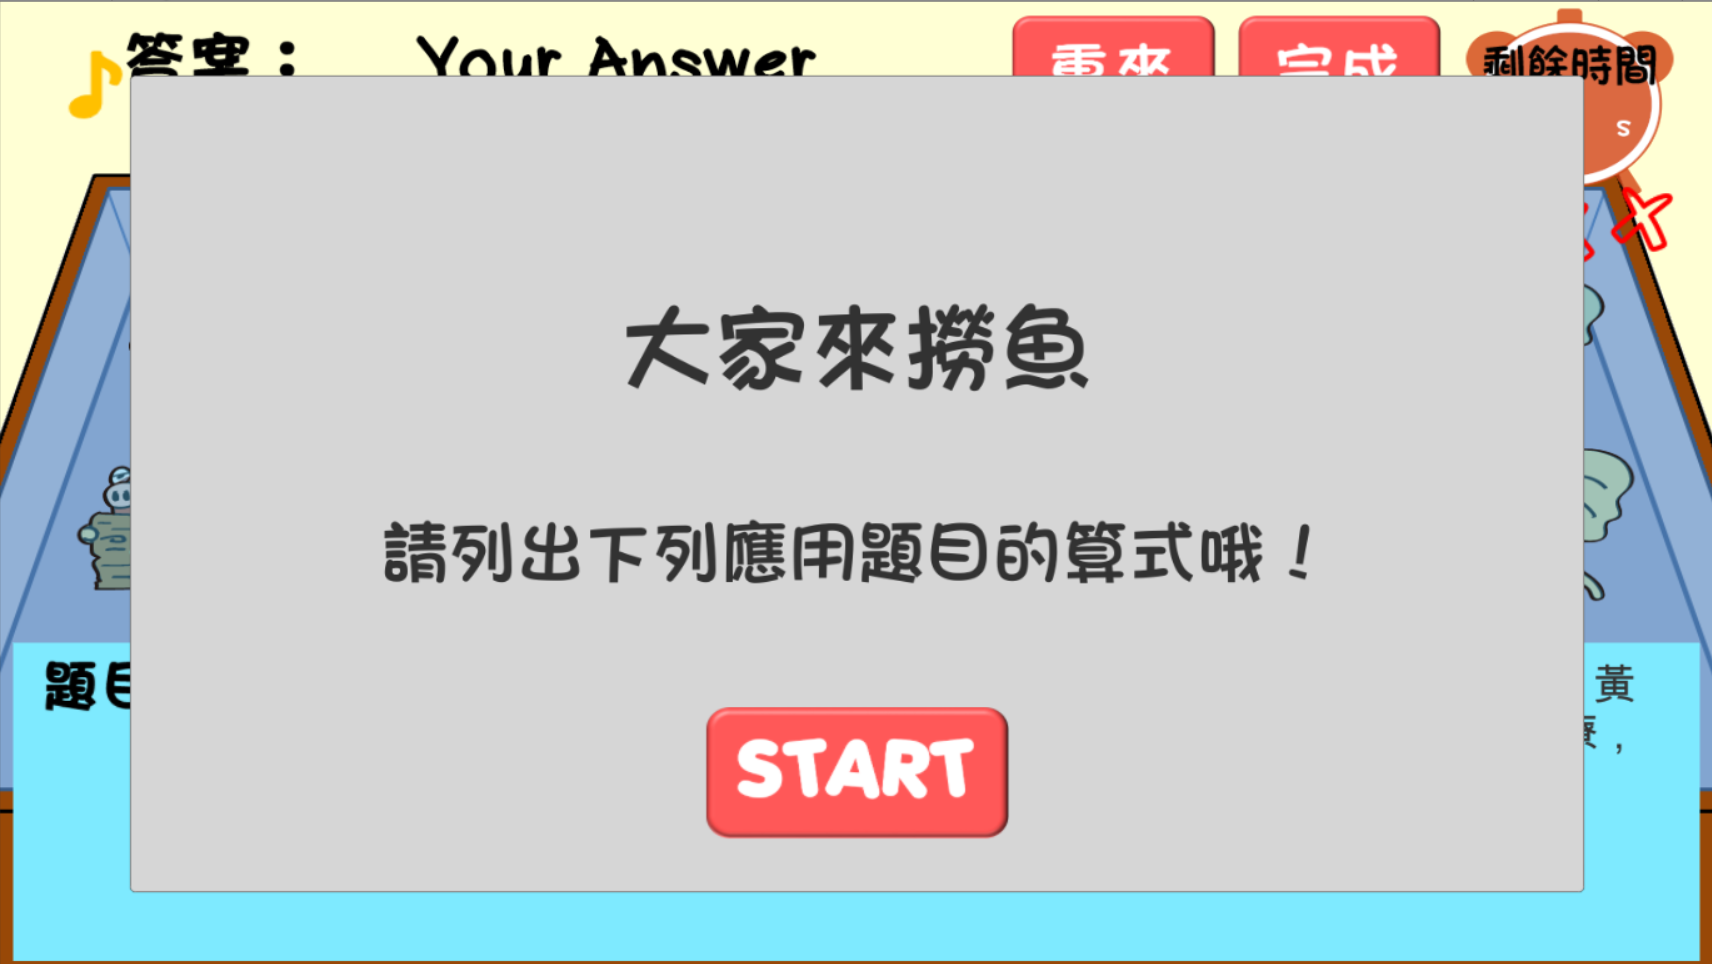 答案： Your Answer
重來
完成
剩餘時間
s
大家來撈魚
請列出下列應用題目的算式哦！
START
題目
黃
，